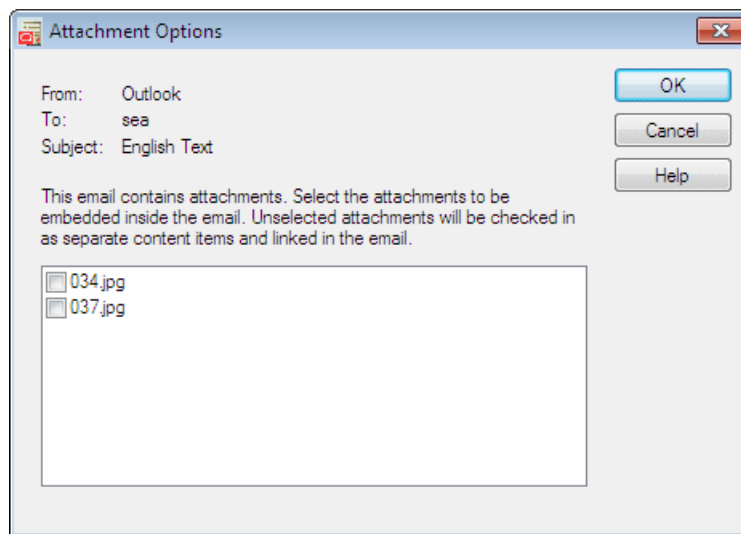 Attachment Options
From: Outlook
To: sea
Subject: English Text
OK
Cancel
Help
This email contains attachments. Select the attachments to be
embedded inside the email. Unselected attachments will be checked in
as separate content items and linked in the email.
034.jpg
037.jpg